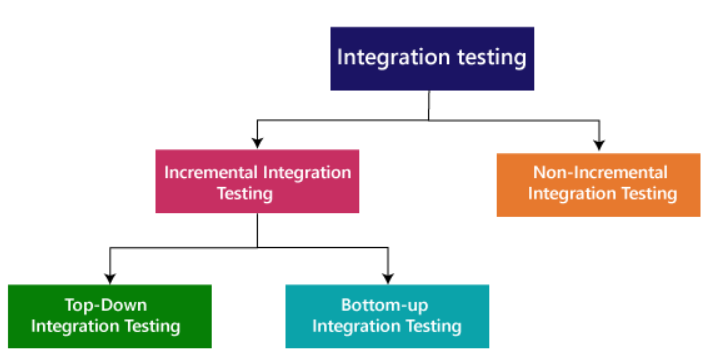 Integration testing
Incremental Integration
Testing
Non-Incremental
Integration Testing
Top-Down
Integration Testing
Bottom-up
Integration Testing